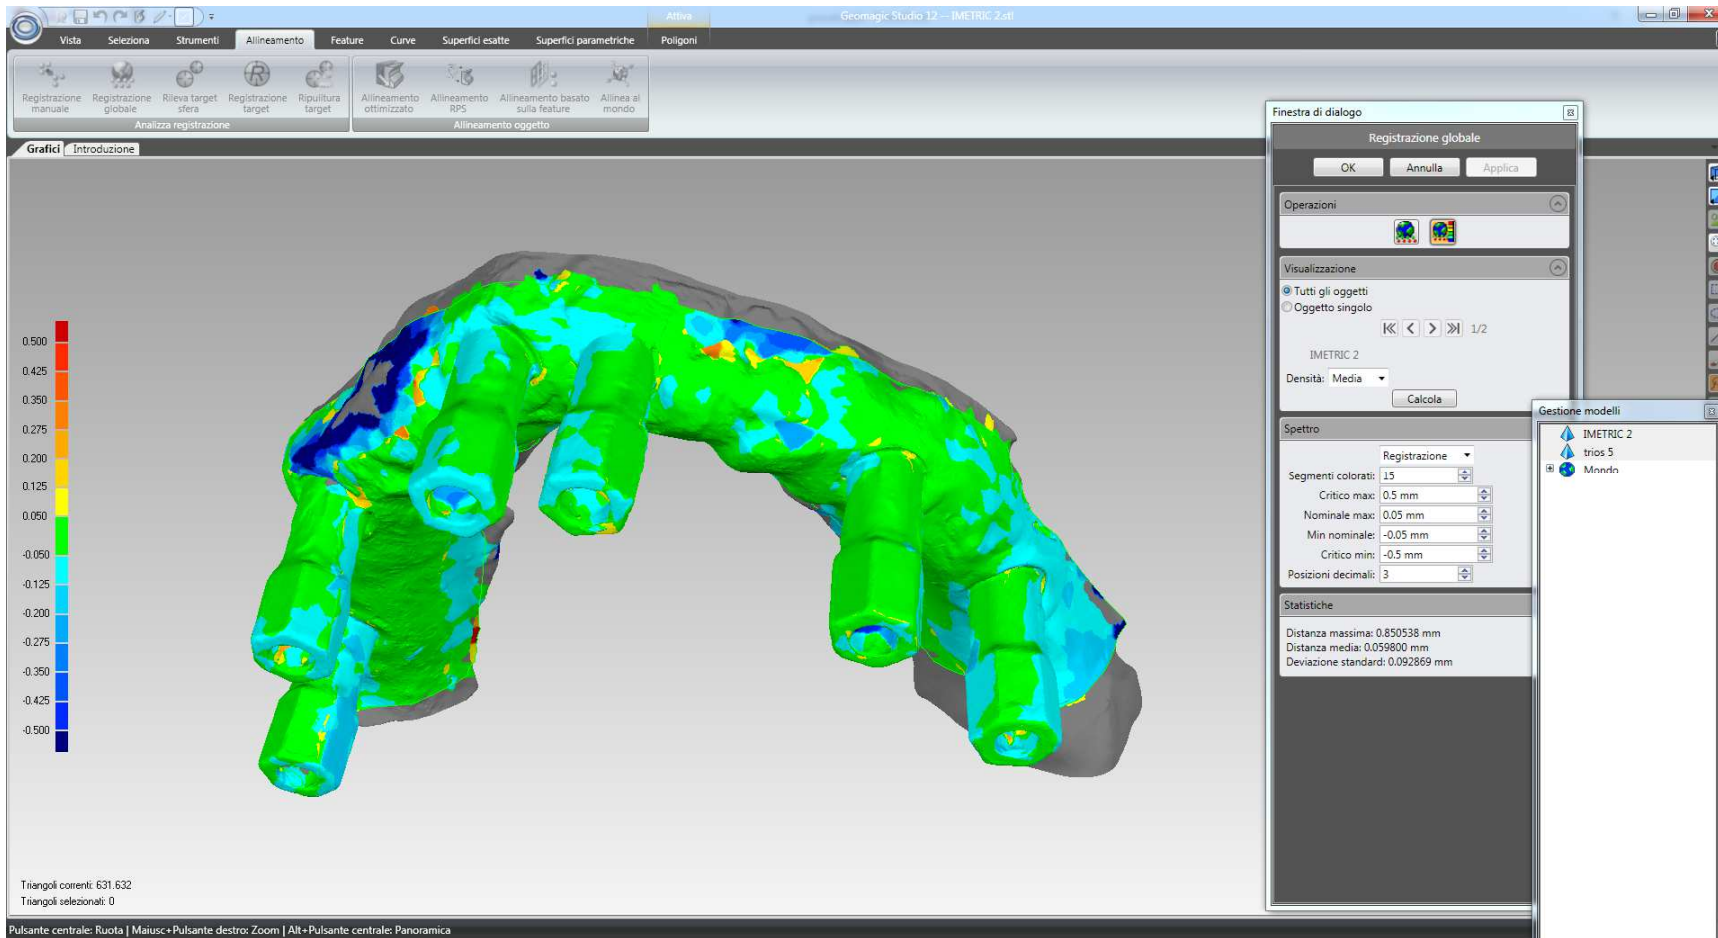 Attiva
Geomagic Studio 12 -- IMETRIC 2.stl
Vista Seleziona Strumenti Allineamento Feature Curve Superfici esatte Superfici parametriche Poligoni
Registrazione manuale
Registrazione globale
Rileva target sfera
Registrazione target
Ripulitura target
Allineamento ottimizzato
Allineamento RPS
Allineamento basato sulla feature
Allinea al mondo
Analizza registrazione
Allineamento oggetto
Grafici Introduzione
0.500
0.425
0.350
0.275
0.200
0.125
0.050
-0.050
-0.125
-0.200
-0.275
-0.350
-0.425
-0.500
Triangoli correnti: 631.632
Triangoli selezionati: 0
Pulsante centrale: Ruota | Maiusc+Pulsante destro: Zoom | Alt+Pulsante centrale: Panoramica
Finestra di dialogo
Registrazione globale
OK Annulla Applica
Operazioni
Visualizzazione
Tutti gli oggetti
Oggetto singolo
1/2
IMETRIC 2
Densità: Media
Calcola
Spettro
Registrazione
Segmenti colorati: 15
Critico max: 0.5 mm
Nominale max: 0.05 mm
Min nominale: -0.05 mm
Critico min: -0.5 mm
Posizioni decimali: 3
Statistiche
Distanza massima: 0.850538 mm
Distanza media: 0.059800 mm
Deviazione standard: 0.092869 mm
Gestione modelli
IMETRIC 2
trios 5
Mondo